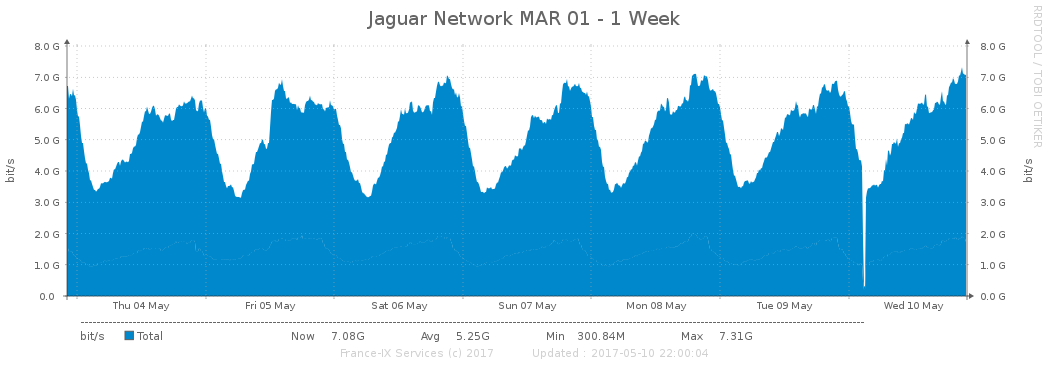 Jaguar Network MAR 01 - 1 Week
RRDTOOL / TOBI OETIKER
8.0 G 8.0 G
7.0 G 7.0 G
6.0 G 6.0 G
5.0 G 5.0 G
4.0 G 4.0 G
3.0 G 3.0 G
2.0 G 2.0 G
1.0 G 1.0 G
0.0 0.0 G
bit/s
bit/s
Thu 04 May Fri 05 May Sat 06 May Sun 07 May Mon 08 May Tue 09 May Wed 10 May
bit/s Total Now 7.08G Avg 5.25G Min 300.84M Max 7.31G
France-IX Services (c) 2017 Updated : 2017-05-10 22:00:04